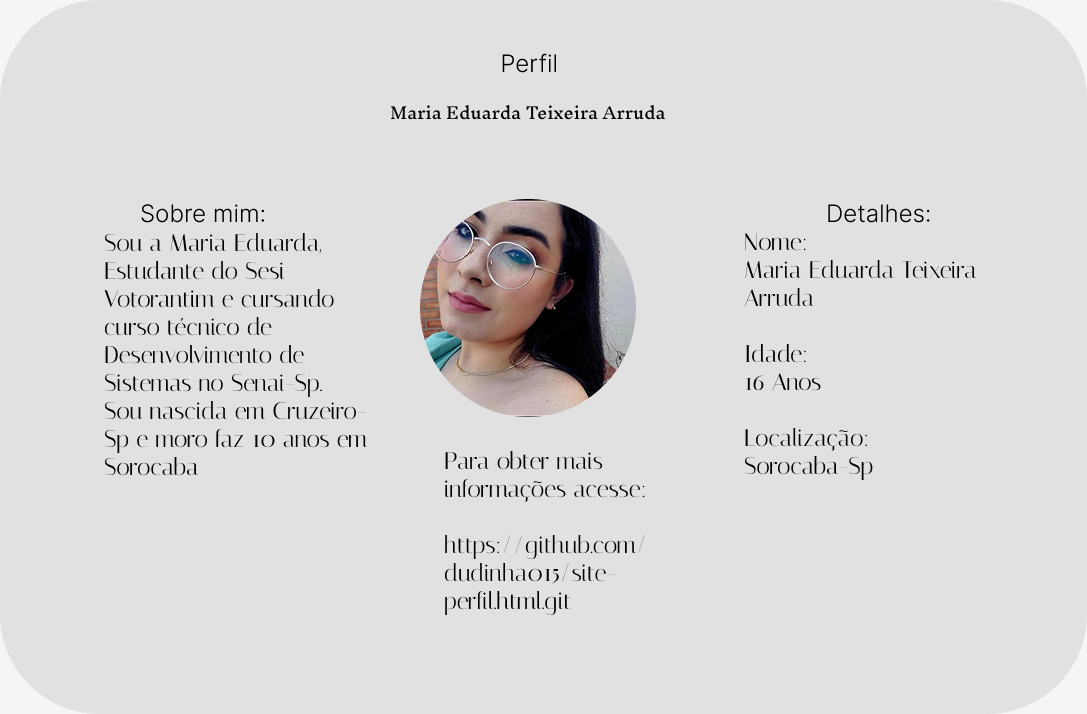 Perfil
Maria Eduarda Teixeira Arruda
Sobre mim:
Sou a Maria Eduarda,
Estudante do Sesi
Votorantim e cursando
curso técnico de
Desenvolvimento de
Sistemas no Senai-Sp.
Sou nascida em Cruzeiro-
Sp e moro faz 10 anos em
Sorocaba
Para obter mais
informações acesse:
https://github.com/
dudinha015/site-
perfil.html.git
Detalhes:
Nome:
Maria Eduarda Teixeira
Arruda
Idade:
16 Anos
Localização:
Sorocaba-Sp